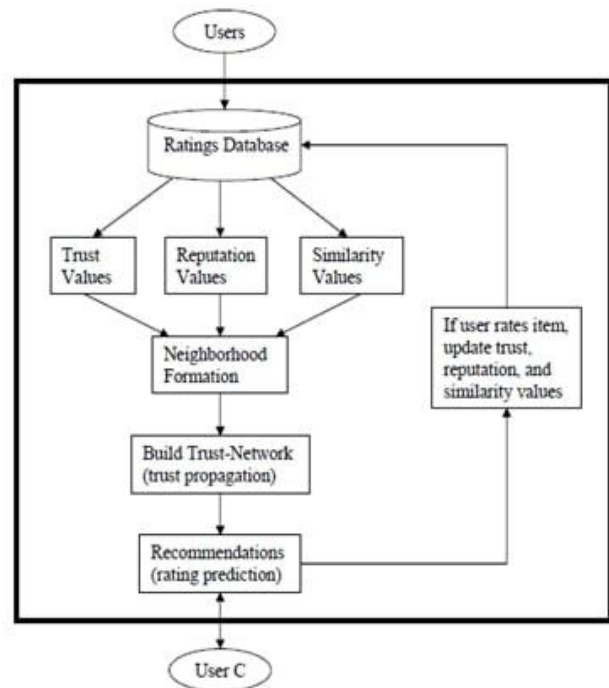 Users
Ratings Database
Trust
Values
Reputation
Values
Similarity
Values
Neighborhood
Formation
If user rates item,
update trust,
reputation, and
similarity values
Build Trust-Network
(trust propagation)
Recommendations
(rating prediction)
User C